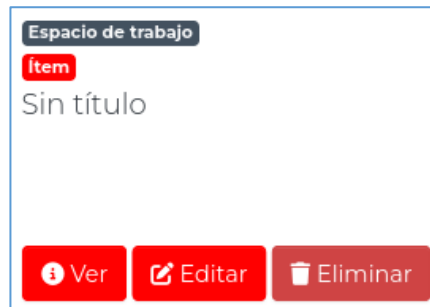 Espacio de trabajo
Ítem
Sin título
Ver Editar Eliminar